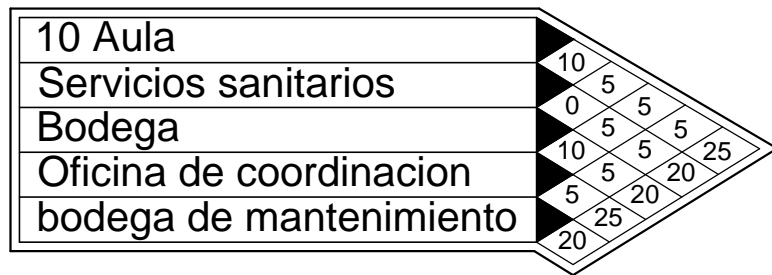 10 Aula
10
Servicios sanitarios
5
0 5
Bodega
5 5
10 5 25
Oficina de coordinacion
5 20
5 20
bodega de mantenimiento
25
20